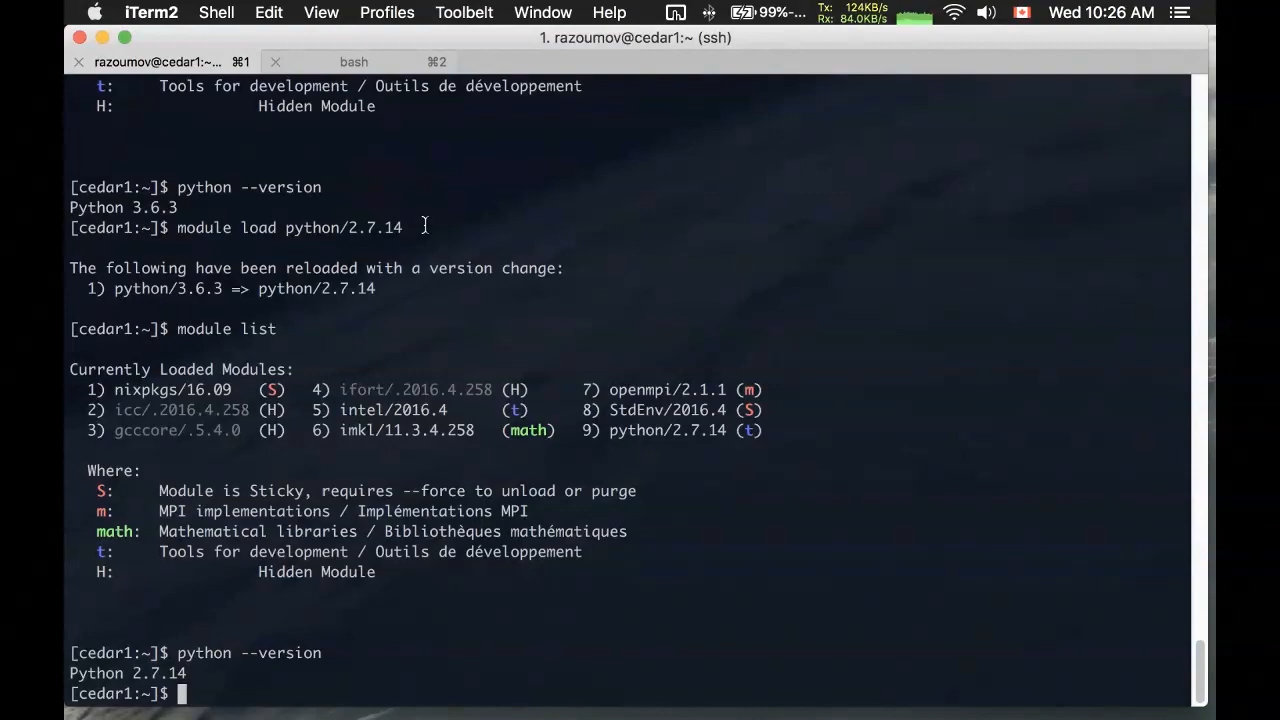 iTerm2 Shell Edit View Profiles Toolbelt Window Help 99%-... Tx: 124KB/s Rx: 84.0KB/s Wed 10:26 AM
1. razoumov@cedar1:~ (ssh)
razoumov@cedar1:~... ⌘1 bash ⌘2
t: Tools for development / Outils de développement
H: Hidden Module
[cedar1:~]$ python --version
Python 3.6.3
[cedar1:~]$ module load python/2.7.14
The following have been reloaded with a version change:
1) python/3.6.3 => python/2.7.14
[cedar1:~]$ module list
Currently Loaded Modules:
1) nixpkgs/16.09 (S) 4) ifort/.2016.4.258 (H) 7) openmpi/2.1.1 (m)
2) icc/.2016.4.258 (H) 5) intel/2016.4 (t) 8) StdEnv/2016.4 (S)
3) gcccore/.5.4.0 (H) 6) imkl/11.3.4.258 (math) 9) python/2.7.14 (t)
Where:
S: Module is Sticky, requires --force to unload or purge
m: MPI implementations / Implémentations MPI
math: Mathematical libraries / Bibliothèques mathématiques
t: Tools for development / Outils de développement
H: Hidden Module
[cedar1:~]$ python --version
Python 2.7.14
[cedar1:~]$